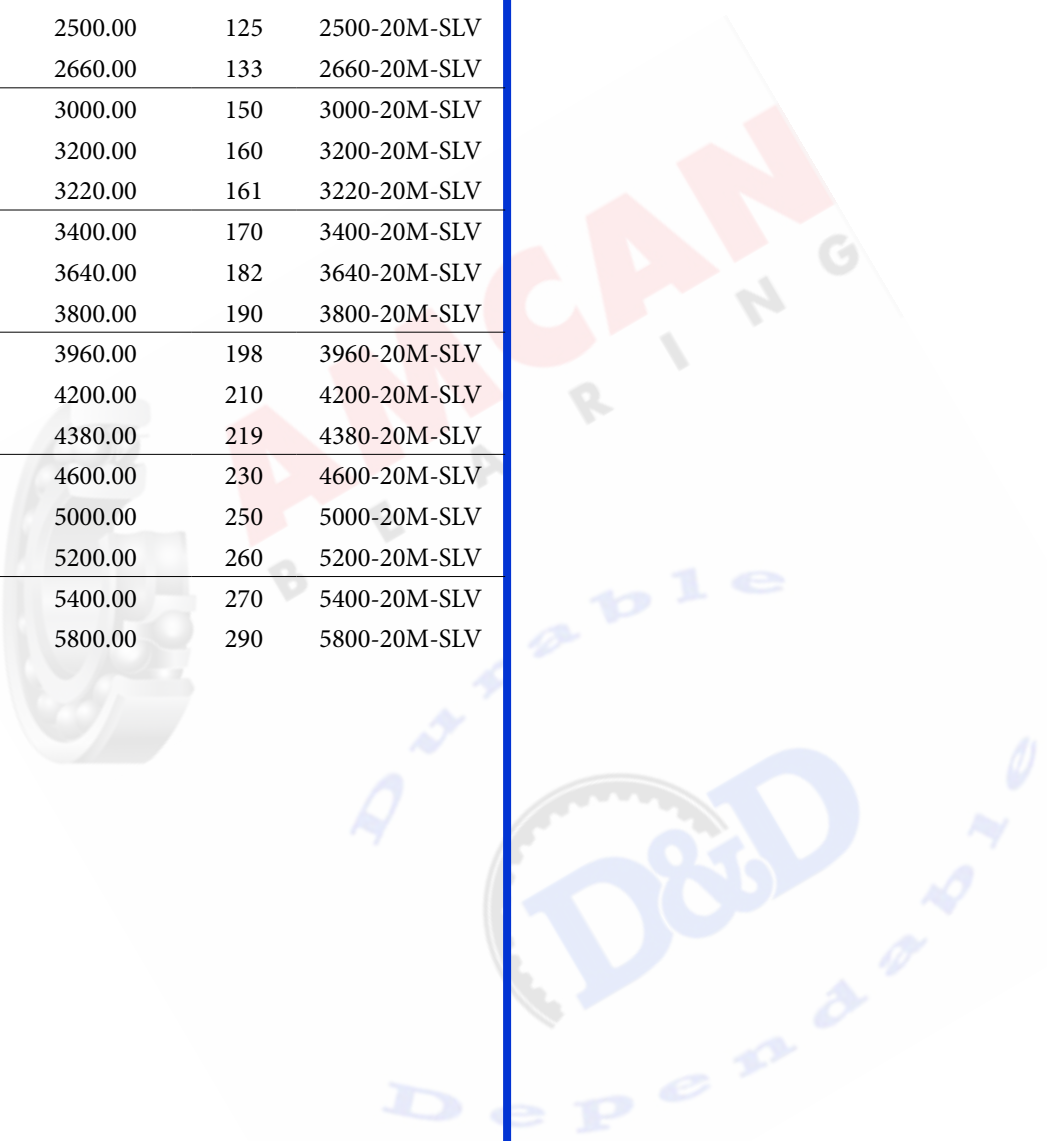 2500.00 125 2500-20M-SLV
2660.00 133 2660-20M-SLV
3000.00 150 3000-20M-SLV
3200.00 160 3200-20M-SLV
3220.00 161 3220-20M-SLV
3400.00 170 3400-20M-SLV
3640.00 182 3640-20M-SLV
3800.00 190 3800-20M-SLV
3960.00 198 3960-20M-SLV
4200.00 210 4200-20M-SLV
4380.00 219 4380-20M-SLV
4600.00 230 4600-20M-SLV
5000.00 250 5000-20M-SLV
5200.00 260 5200-20M-SLV
5400.00 270 5400-20M-SLV
5800.00 290 5800-20M-SLV
AMCAN
BEARING
Durable
D&D
Dependable